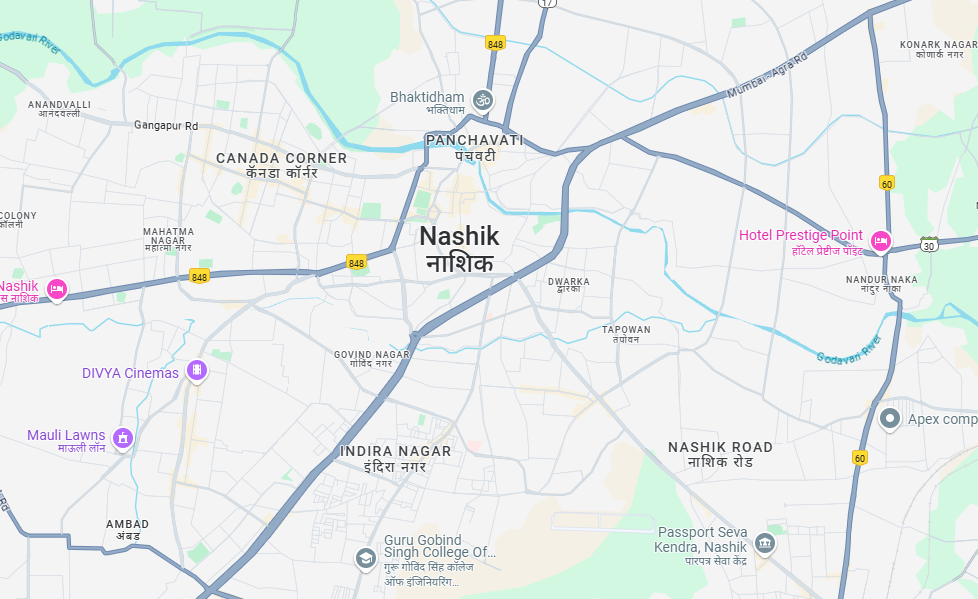 17
Godavari River
848
KONARK NAGAR
कोणार्क नगर
Mumbai - Agra Rd
Bhaktidham
भक्तिधाम
ANANDVALLI
आनंदवल्ली
Gangapur Rd
PANCHAVATI
पंचवटी
CANADA CORNER
कॅनडा कॉर्नर
60
COLONY
कॉलनी
MAHATMA
NAGAR
महात्मा नगर
Nashik
नाशिक
Hotel Prestige Point
हॉटेल प्रेस्टीज पॉइंट
30
848
848
Nashik
स नाशिक
DWARKA
द्वारका
NANDUR NAKA
नादुर नाका
TAPOWAN
तपोवन
Godavari River
GOVIND NAGAR
गोविंद नगर
DIVYA Cinemas
Apex comp
Mauli Lawns
माऊली लॉन
INDIRA NAGAR
इंदिरा नगर
NASHIK ROAD
नाशिक रोड
60
Rd
AMBAD
अंबड
Guru Gobind
Singh College Of…
गुरू गोविंद सिंह कॉलेज
ऑफ इंजिनियरिंग…
Passport Seva
Kendra, Nashik
पारपत्र सेवा केंद्र